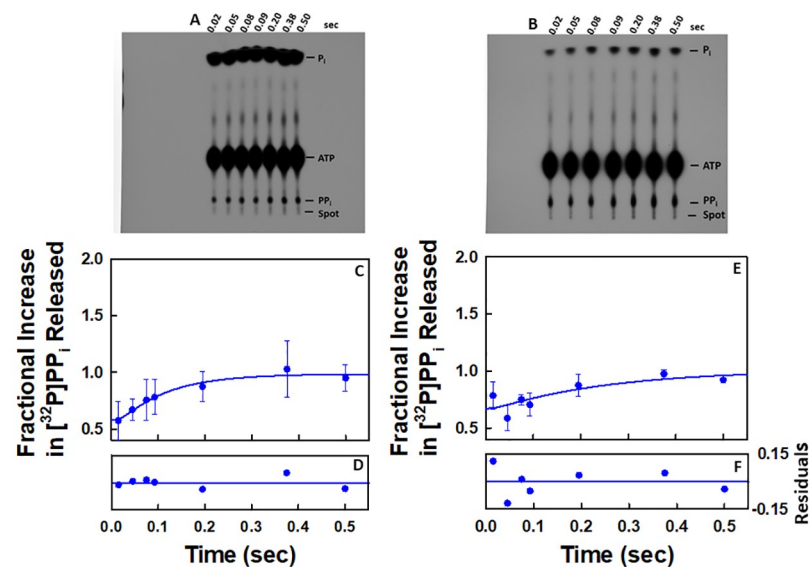 A
0.02 0.05 0.08 0.09 0.20 0.38 0.50 sec
Pi
ATP
PPi
Spot
B
0.02 0.05 0.08 0.09 0.20 0.38 0.50 sec
Pi
ATP
PPi
Spot
Fractional Increase
in [32P]PPi Released
2.0
1.5
1.0
0.5
C
D
0.0 0.1 0.2 0.3 0.4 0.5
Time (sec)
Fractional Increase
in [32P]PPi Released
2.0
1.5
1.0
0.5
E
F
0.15
-0.15
Residuals
0.0 0.1 0.2 0.3 0.4 0.5
Time (sec)